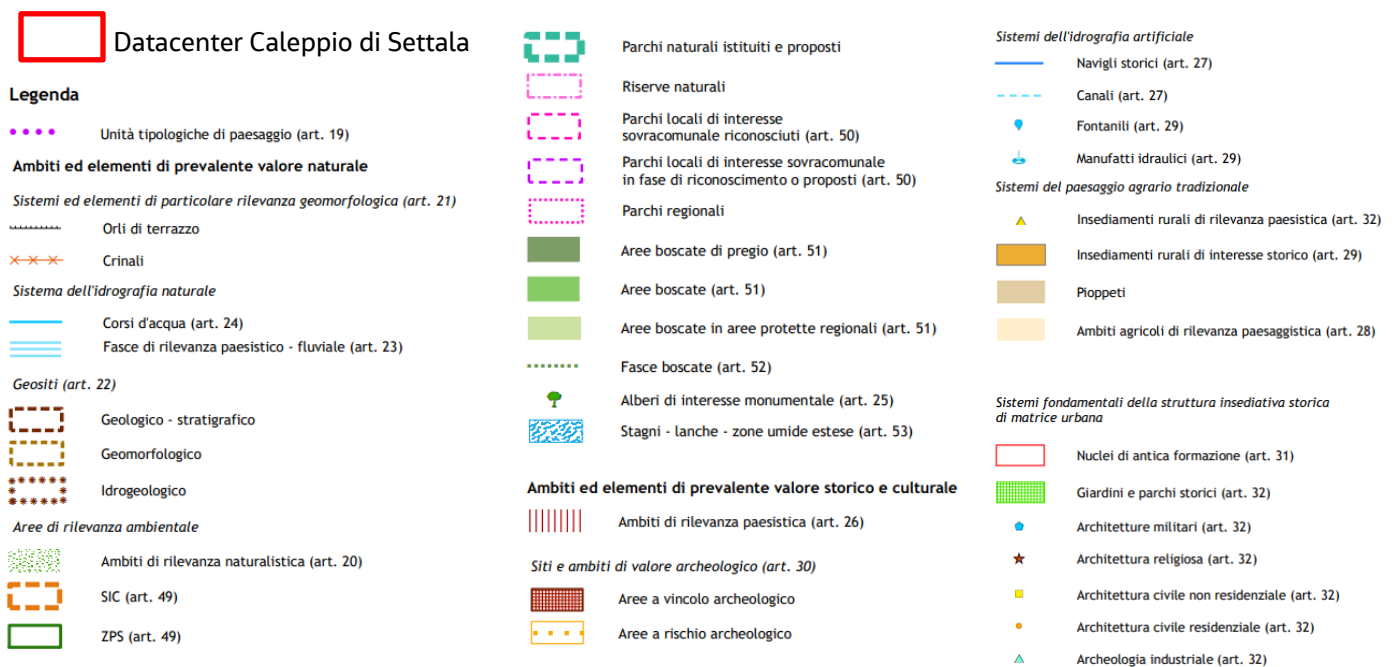 Datacenter Caleppio di Settala
Legenda
Unità tipologiche di paesaggio (art. 19)
Ambiti ed elementi di prevalente valore naturale
Sistemi ed elementi di particolare rilevanza geomorfologica (art. 21)
Orli di terrazzo
Crinali
Sistema dell'idrografia naturale
Corsi d'acqua (art. 24)
Fasce di rilevanza paesistico - fluviale (art. 23)
Geositi (art. 22)
Geologico - stratigrafico
Geomorfologico
Idrogeologico
Aree di rilevanza ambientale
Ambiti di rilevanza naturalistica (art. 20)
SIC (art. 49)
ZPS (art. 49)
Parchi naturali istituiti e proposti
Riserve naturali
Parchi locali di interesse
sovracomunale riconosciuti (art. 50)
Parchi locali di interesse sovracomunale
in fase di riconoscimento o proposti (art. 50)
Parchi regionali
Aree boscate di pregio (art. 51)
Aree boscate (art. 51)
Aree boscate in aree protette regionali (art. 51)
Fasce boscate (art. 52)
Alberi di interesse monumentale (art. 25)
Stagni - lanche - zone umide estese (art. 53)
Ambiti ed elementi di prevalente valore storico e culturale
Ambiti di rilevanza paesistica (art. 26)
Siti e ambiti di valore archeologico (art. 30)
Aree a vincolo archeologico
Aree a rischio archeologico
Sistemi dell'idrografia artificiale
Navigli storici (art. 27)
Canali (art. 27)
Fontanili (art. 29)
Manufatti idraulici (art. 29)
Sistemi del paesaggio agrario tradizionale
Insediamenti rurali di rilevanza paesistica (art. 32)
Insediamenti rurali di interesse storico (art. 29)
Pioppeti
Ambiti agricoli di rilevanza paesaggistica (art. 28)
Sistemi fondamentali della struttura insediativa storica
di matrice urbana
Nuclei di antica formazione (art. 31)
Giardini e parchi storici (art. 32)
Architetture militari (art. 32)
Architettura religiosa (art. 32)
Architettura civile non residenziale (art. 32)
Architettura civile residenziale (art. 32)
Archeologia industriale (art. 32)